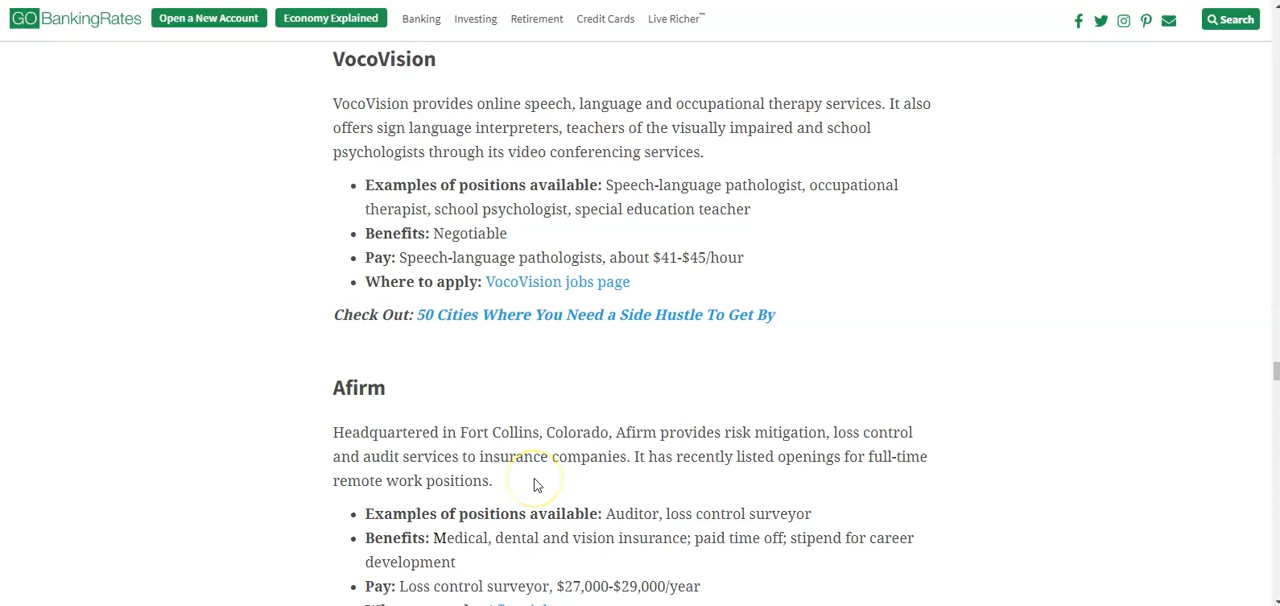 GOBankingRates Open a New Account Economy Explained Banking Investing Retirement Credit Cards Live Richer™ Search
VocoVision
VocoVision provides online speech, language and occupational therapy services. It also
offers sign language interpreters, teachers of the visually impaired and school
psychologists through its video conferencing services.
• Examples of positions available: Speech-language pathologist, occupational
therapist, school psychologist, special education teacher
• Benefits: Negotiable
• Pay: Speech-language pathologists, about $41-$45/hour
• Where to apply: VocoVision jobs page
Check Out: 50 Cities Where You Need a Side Hustle To Get By
Afirm
Headquartered in Fort Collins, Colorado, Afirm provides risk mitigation, loss control
and audit services to insurance companies. It has recently listed openings for full-time
remote work positions.
• Examples of positions available: Auditor, loss control surveyor
• Benefits: Medical, dental and vision insurance; paid time off; stipend for career
development
• Pay: Loss control surveyor, $27,000-$29,000/year